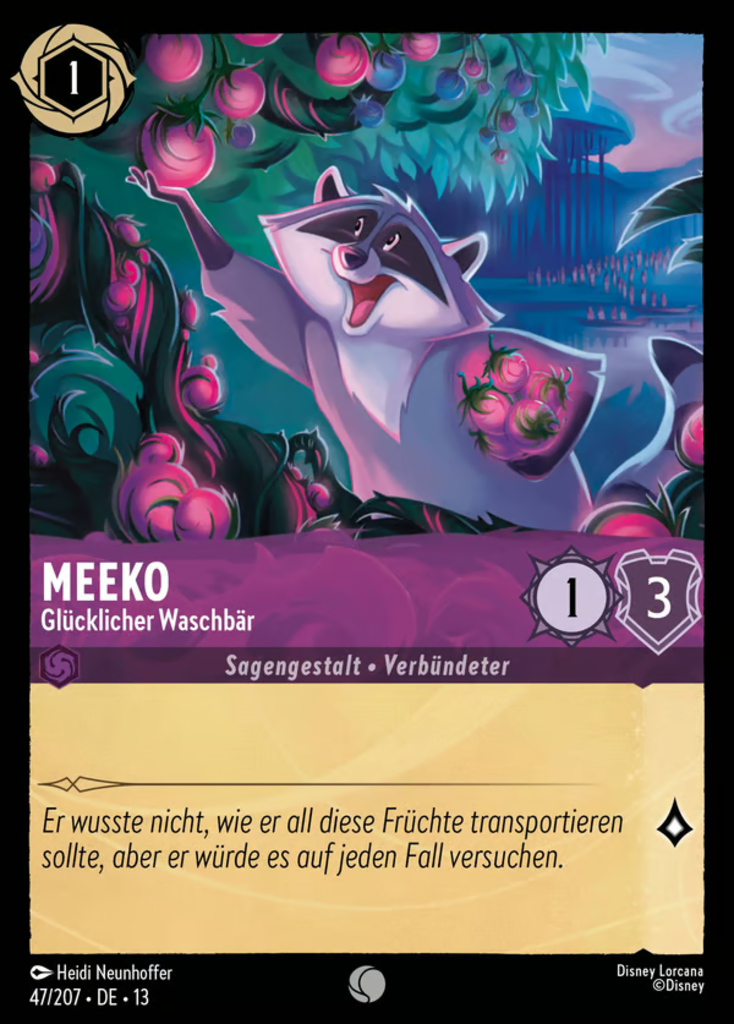 1
MEEKO
Glücklicher Waschbär
1
3
Sagengestalt • Verbündeter
Er wusste nicht, wie er all diese Früchte transportieren
sollte, aber er würde es auf jeden Fall versuchen.
Heidi Neunhoffer
47/207 • DE • 13
Disney Lorcana
©Disney